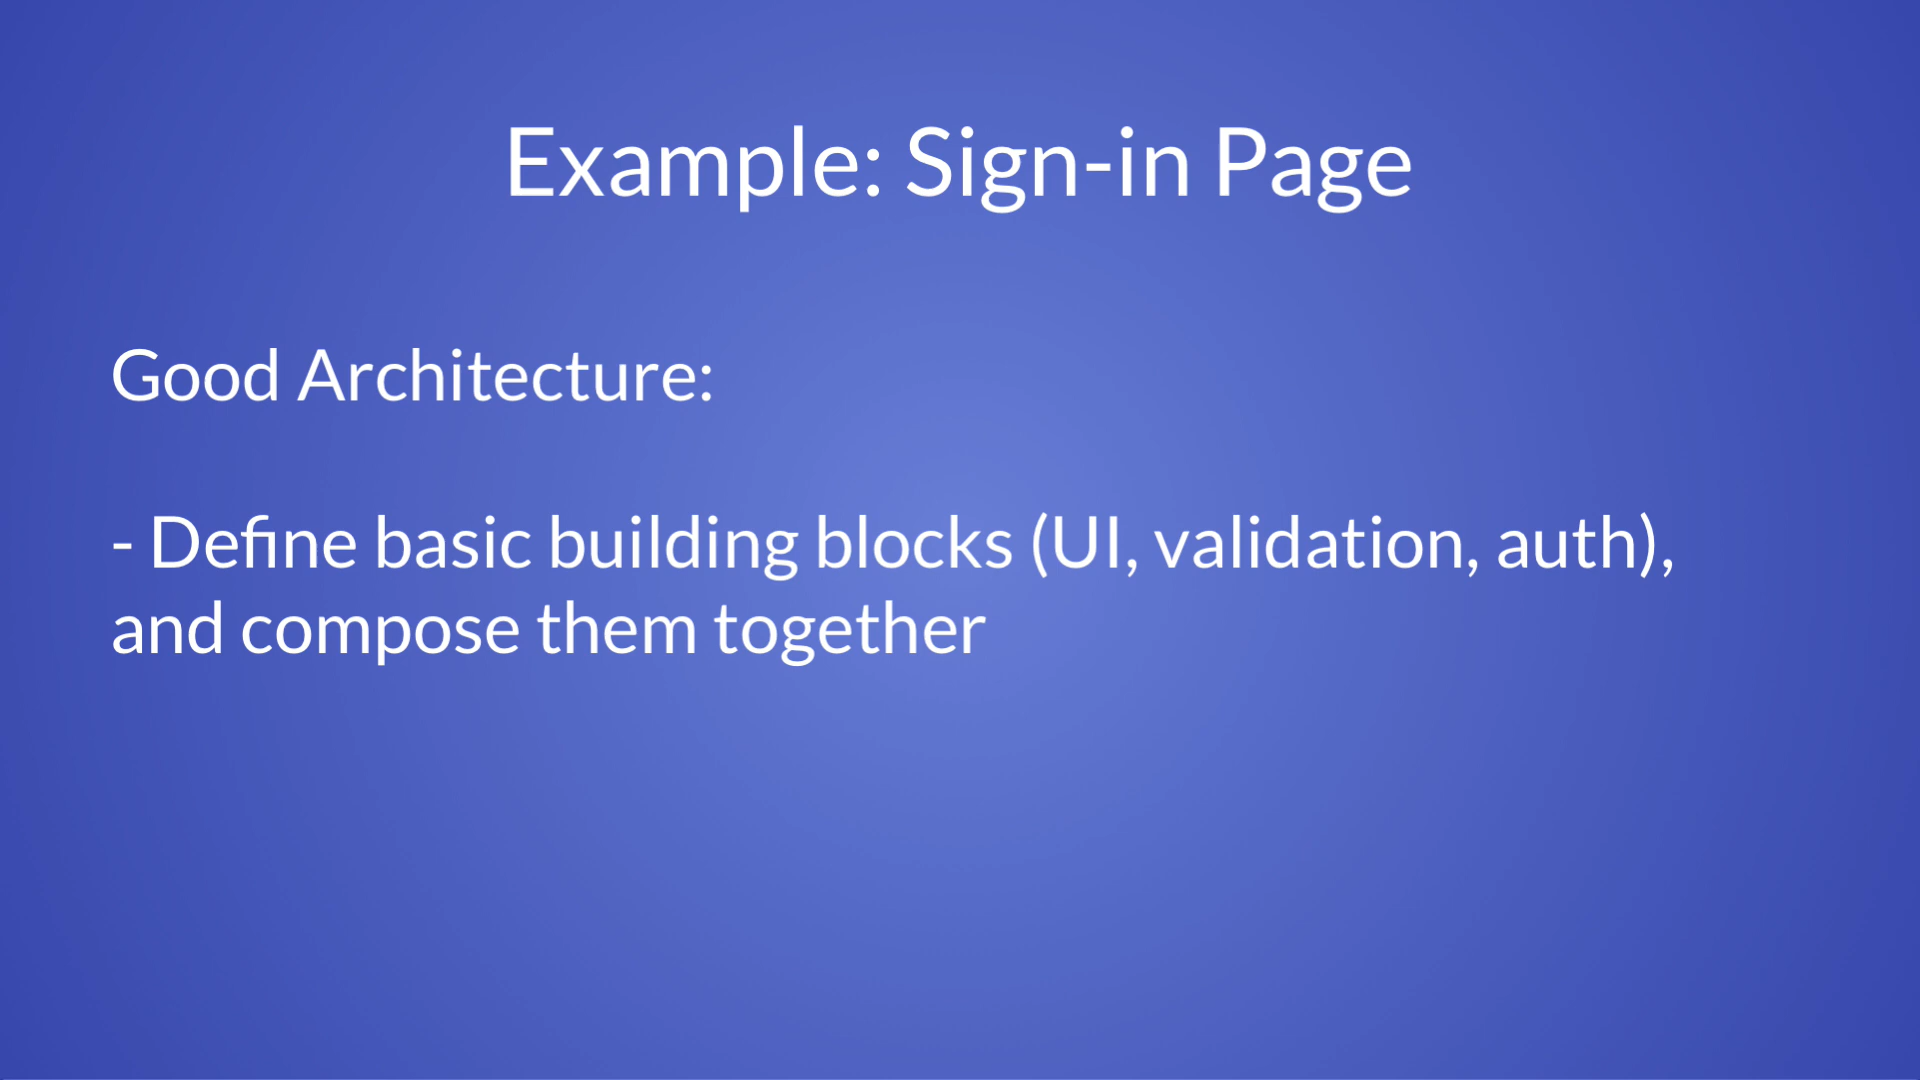 Example: Sign-in Page
Good Architecture:
- Define basic building blocks (UI, validation, auth),
and compose them together